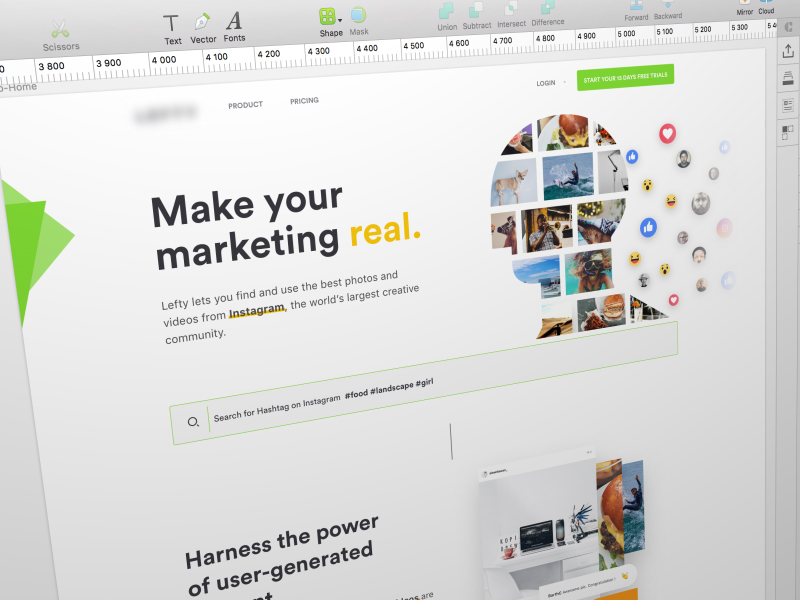 Scissors
Text
Vector
Fonts
Shape
Mask
Union
Subtract
Intersect
Difference
Forward
Backward
Mirror
Cloud
3 800
3 900
4 000
4 100
4 200
4 300
4 400
4 500
4 600
4 700
4 800
4 900
5 000
5 100
5 200
5 300
-Home
PRODUCT
PRICING
LOGIN
START YOUR 15 DAYS FREE TRIALS
Make your
marketing real.
Lefty lets you find and use the best photos and
videos from Instagram, the world's largest creative
community.
Search for Hashtag on Instagram #food #landscape #girl
Harness the power
of user-generated
are